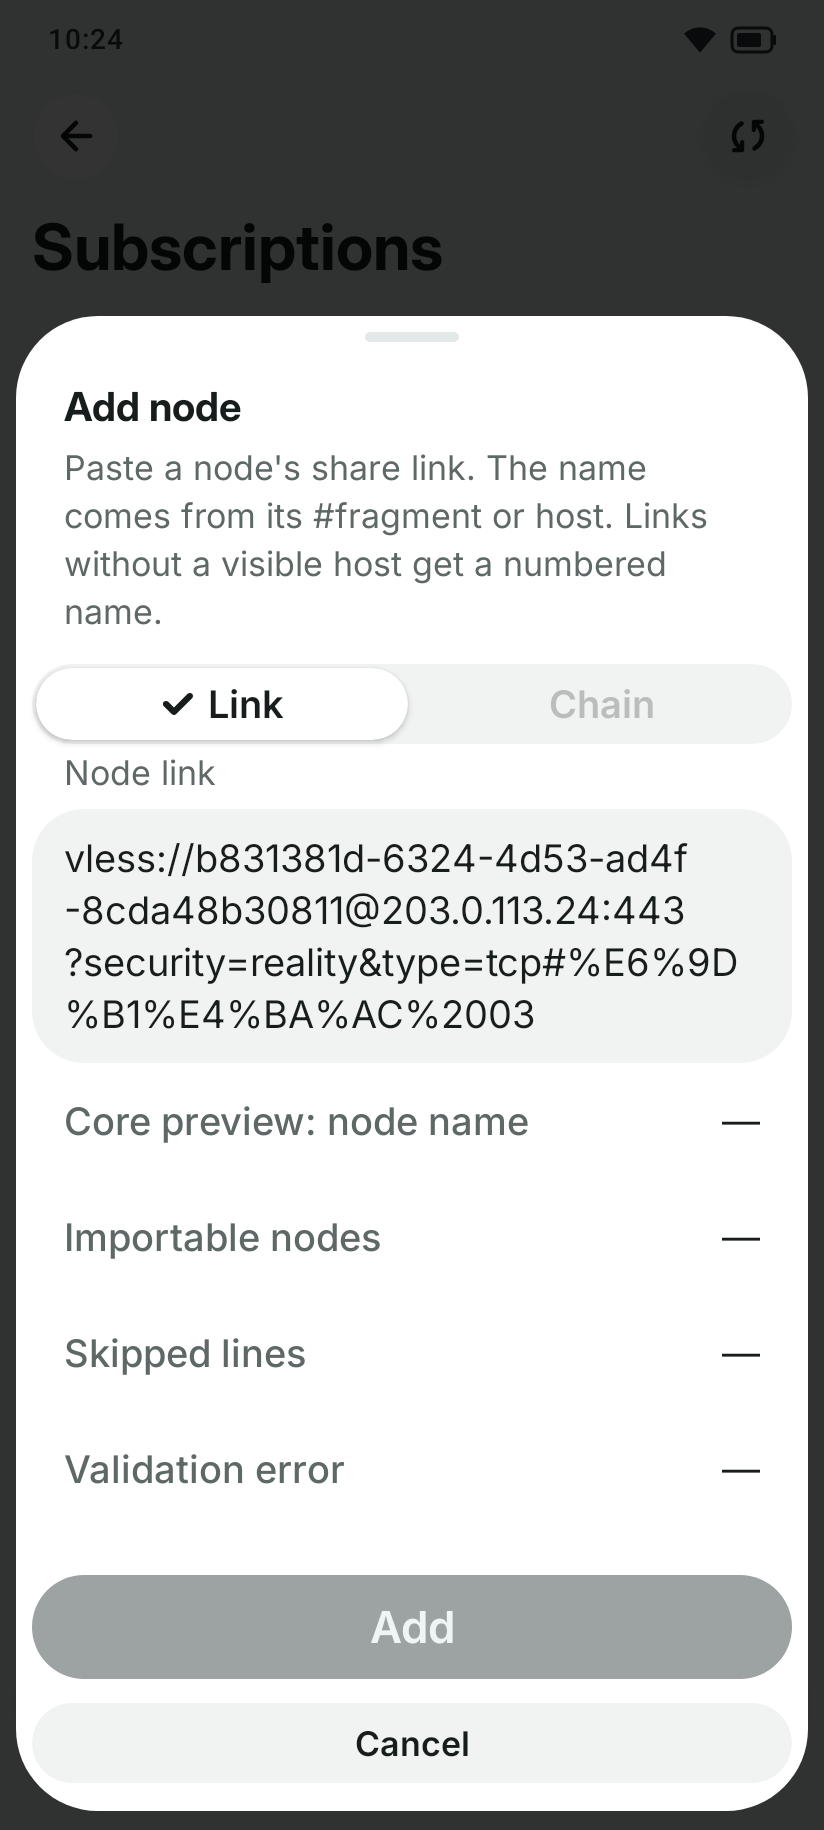 10:24
Subscriptions
Add node
Paste a node's share link. The name
comes from its #fragment or host. Links
without a visible host get a numbered
name.
Link
Chain
Node link
vless://b831381d-6324-4d53-ad4f
-8cda48b30811@203.0.113.24:443
?security=reality&type=tcp#%E6%9D
%B1%E4%BA%AC%2003
Core preview: node name —
Importable nodes —
Skipped lines —
Validation error —
Add
Cancel